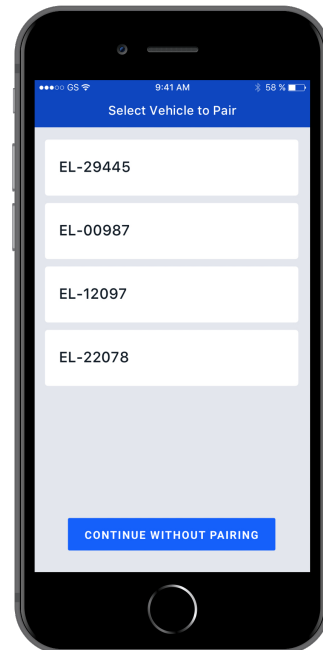 GS 9:41 AM 58 %
Select Vehicle to Pair
EL-29445
EL-00987
EL-12097
EL-22078
CONTINUE WITHOUT PAIRING